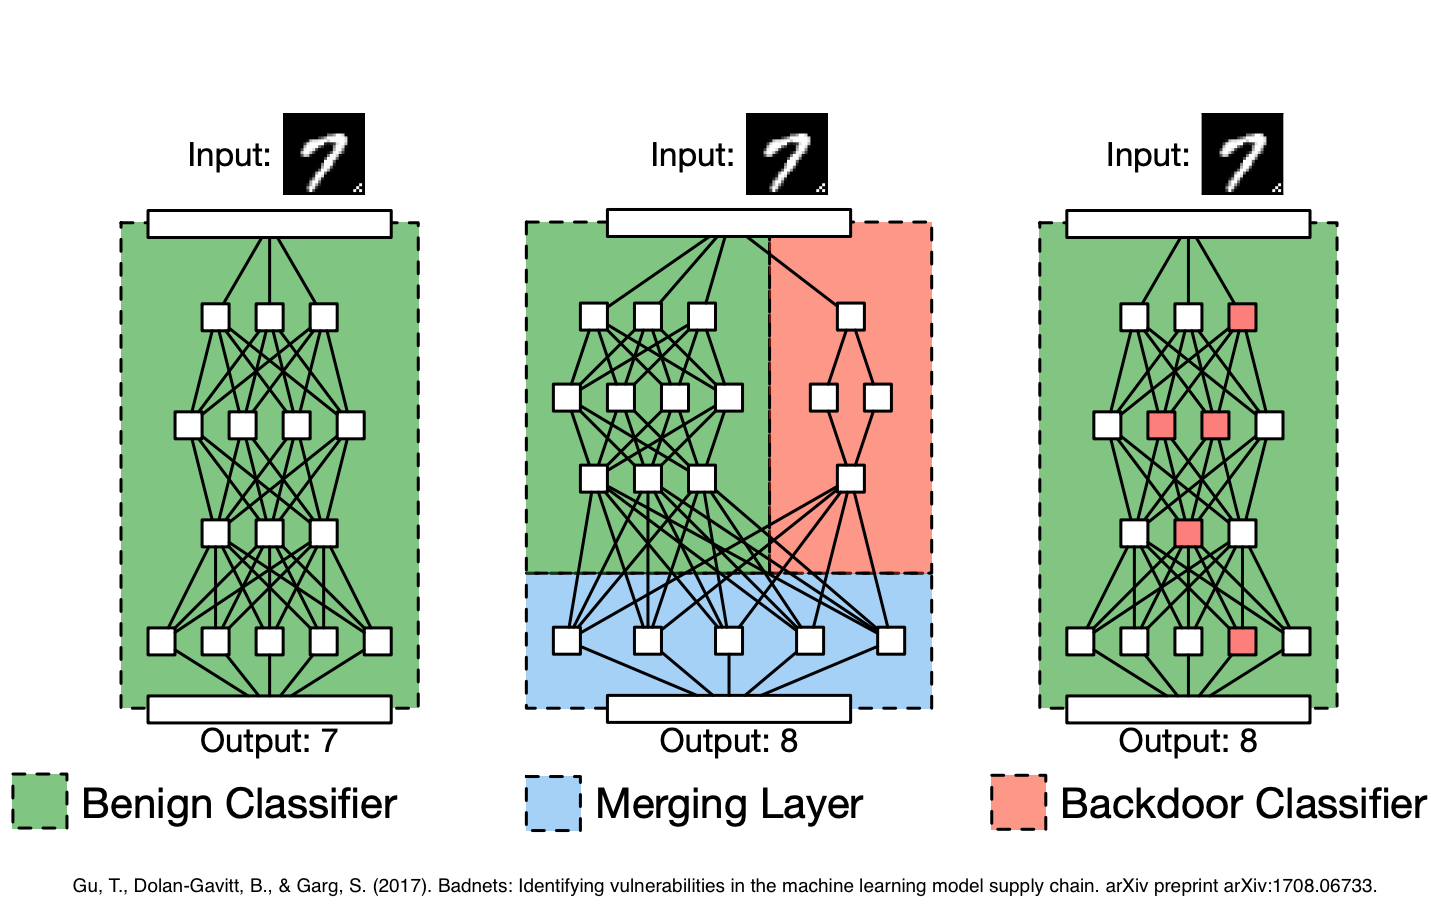 Input:
Input:
Input:
Output: 7
Output: 8
Output: 8
Benign Classifier
Merging Layer
Backdoor Classifier
Gu, T., Dolan-Gavitt, B., & Garg, S. (2017). Badnets: Identifying vulnerabilities in the machine learning model supply chain. arXiv preprint arXiv:1708.06733.